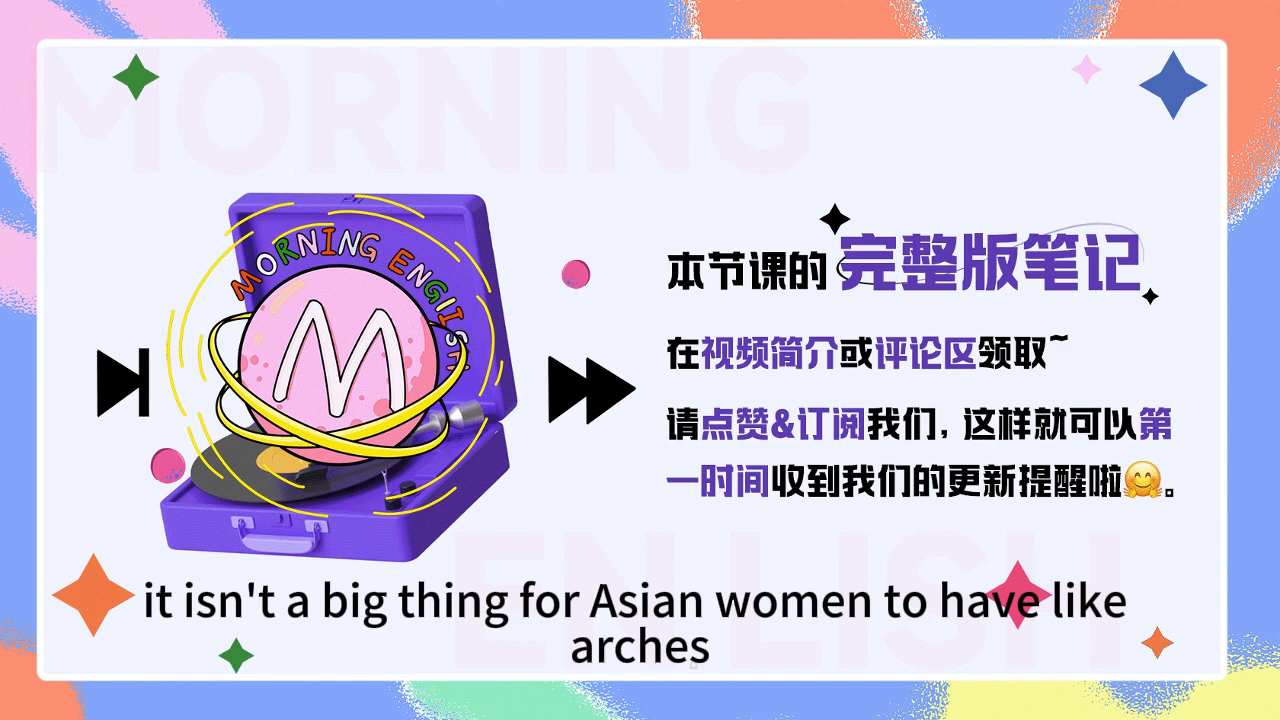 MORNING
MORNING ENGLISH
M
本节课的 完整版笔记
在视频简介或评论区领取~
请点赞&订阅我们, 这样就可以第
一时间收到我们的更新提醒啦🤗。
EN LISH
it isn't a big thing for Asian women to have like
arches